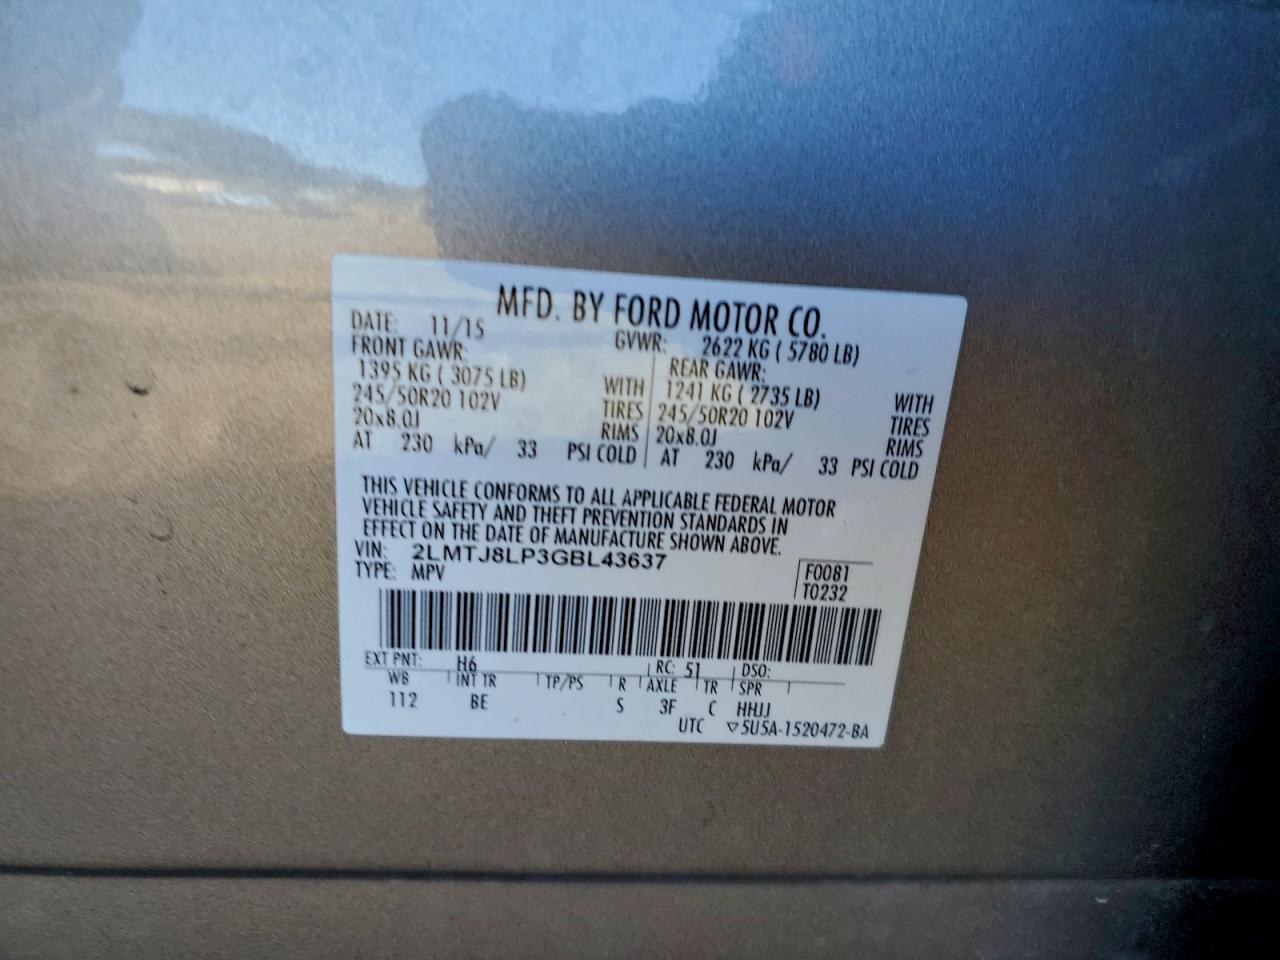 MFD. BY FORD MOTOR CO.
DATE: 11/15 GVWR: 2622 KG ( 5780 LB)
FRONT GAWR: REAR GAWR:
1395 KG ( 3075 LB) WITH 1241 KG ( 2735 LB) WITH
245/50R20 102V TIRES 245/50R20 102V TIRES
20x8.0J RIMS 20x8.0J RIMS
AT 230 kPa/ 33 PSI COLD AT 230 kPa/ 33 PSI COLD
THIS VEHICLE CONFORMS TO ALL APPLICABLE FEDERAL MOTOR
VEHICLE SAFETY AND THEFT PREVENTION STANDARDS IN
EFFECT ON THE DATE OF MANUFACTURE SHOWN ABOVE.
VIN: 2LMTJ8LP3GBL43637 F0081
TYPE: MPV T0232
EXT PNT: H6 RC: 51 DSO:
WB INT TR TP/PS R AXLE TR SPR
112 BE S 3F C HHJJ
UTC ▽5U5A-1520472-BA